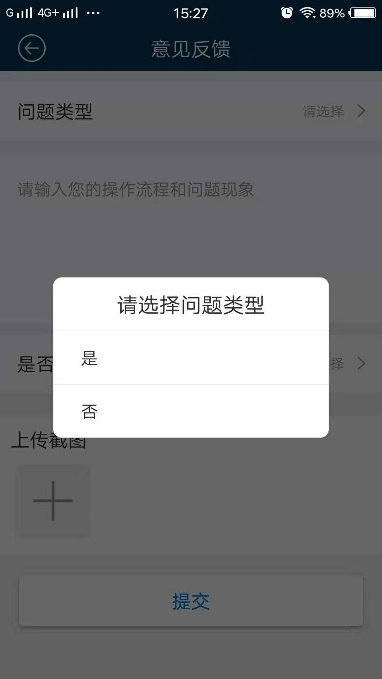 G 4G+ ... 15:27 89%
意见反馈
问题类型 请选择
请输入您的操作流程和问题现象
请选择问题类型
是
是否 择
否
上传截图
提交